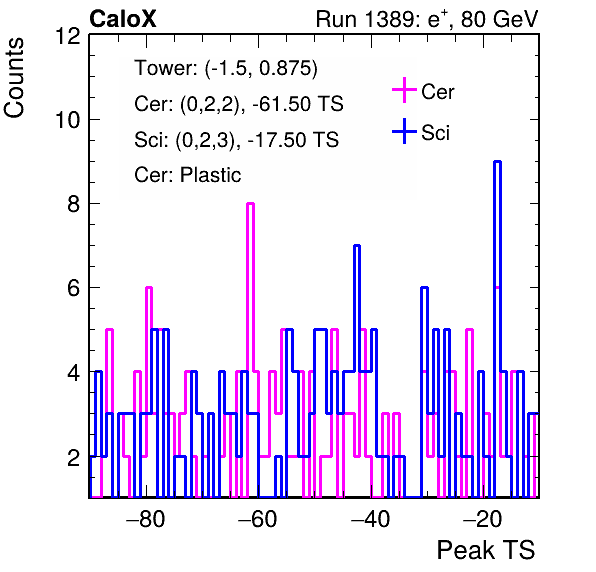 CaloX Run 1389: e⁺, 80 GeV
Counts
12
10
8
6
4
2
Tower: (-1.5, 0.875)
Cer: (0,2,2), -61.50 TS
Sci: (0,2,3), -17.50 TS
Cer: Plastic
Cer
Sci
−80 −60 −40 −20
Peak TS